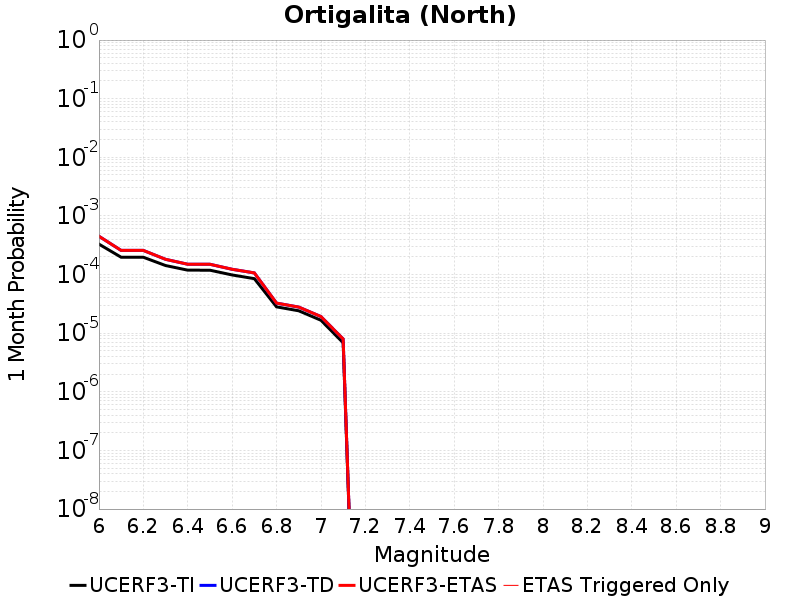 Ortigalita (North)
1 Month Probability
10^0
10^-1
10^-2
10^-3
10^-4
10^-5
10^-6
10^-7
10^-8
6 6.2 6.4 6.6 6.8 7 7.2 7.4 7.6 7.8 8 8.2 8.4 8.6 8.8 9
Magnitude
UCERF3-TI UCERF3-TD UCERF3-ETAS ETAS Triggered Only